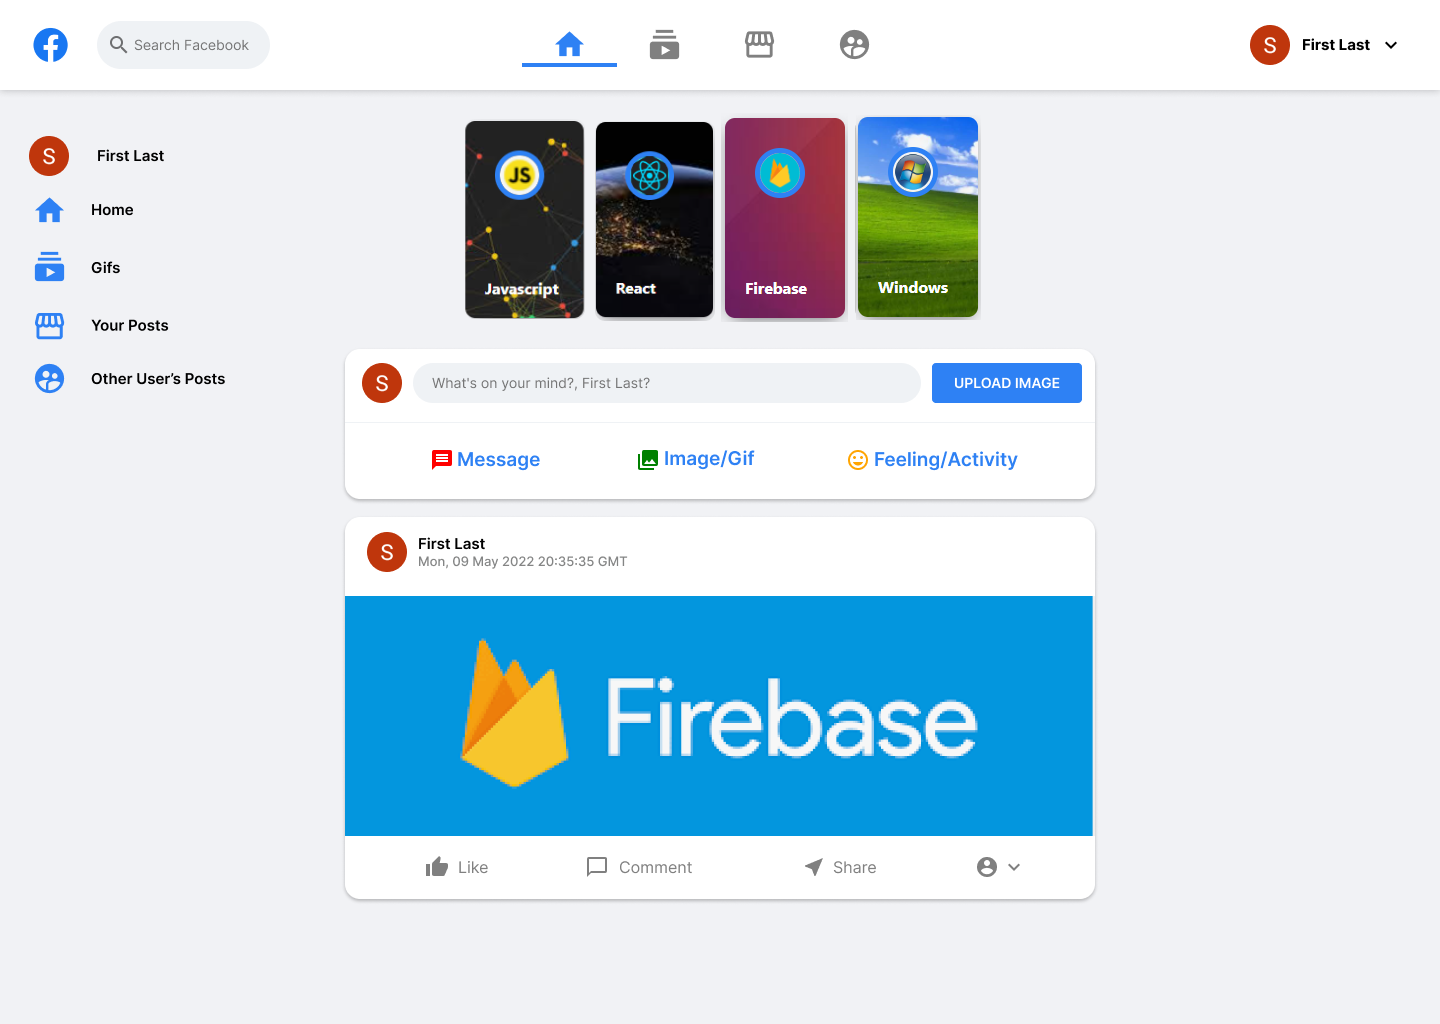 Search Facebook
S
First Last
S
First Last
Home
Gifs
Your Posts
Other User’s Posts
JS
Javascript
React
Firebase
Windows
S
What's on your mind?, First Last?
UPLOAD IMAGE
Message
Image/Gif
Feeling/Activity
S
First Last
Mon, 09 May 2022 20:35:35 GMT
Firebase
Like
Comment
Share